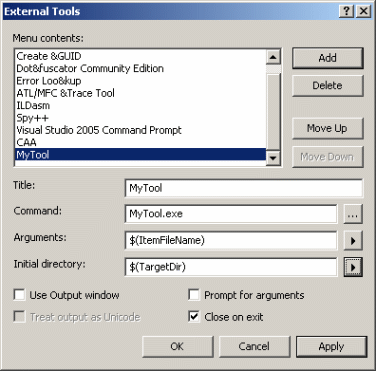 External Tools
Menu contents:
Create &GUID
Dot&fuscator Community Edition
Error Loo&kup
ATL/MFC &Trace Tool
ILDasm
Spy++
Visual Studio 2005 Command Prompt
CAA
MyTool
Add
Delete
Move Up
Move Down
Title:
MyTool
Command:
MyTool.exe
...
Arguments:
$(ItemFileName)
Initial directory:
$(TargetDir)
Use Output window
Prompt for arguments
Treat output as Unicode
Close on exit
OK
Cancel
Apply